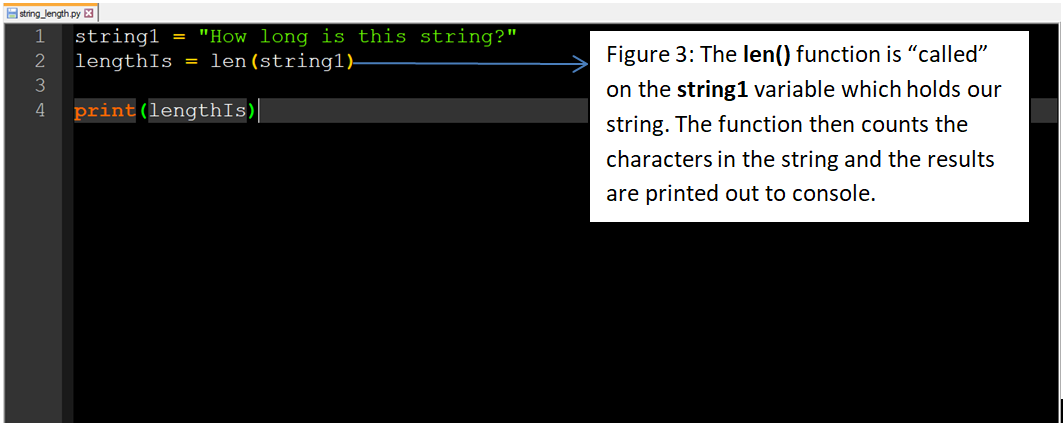 string_length.py
1 string1 = "How long is this string?"
2 lengthIs = len(string1)
3
4 print(lengthIs)
Figure 3: The len() function is “called”
on the string1 variable which holds our
string. The function then counts the
characters in the string and the results
are printed out to console.